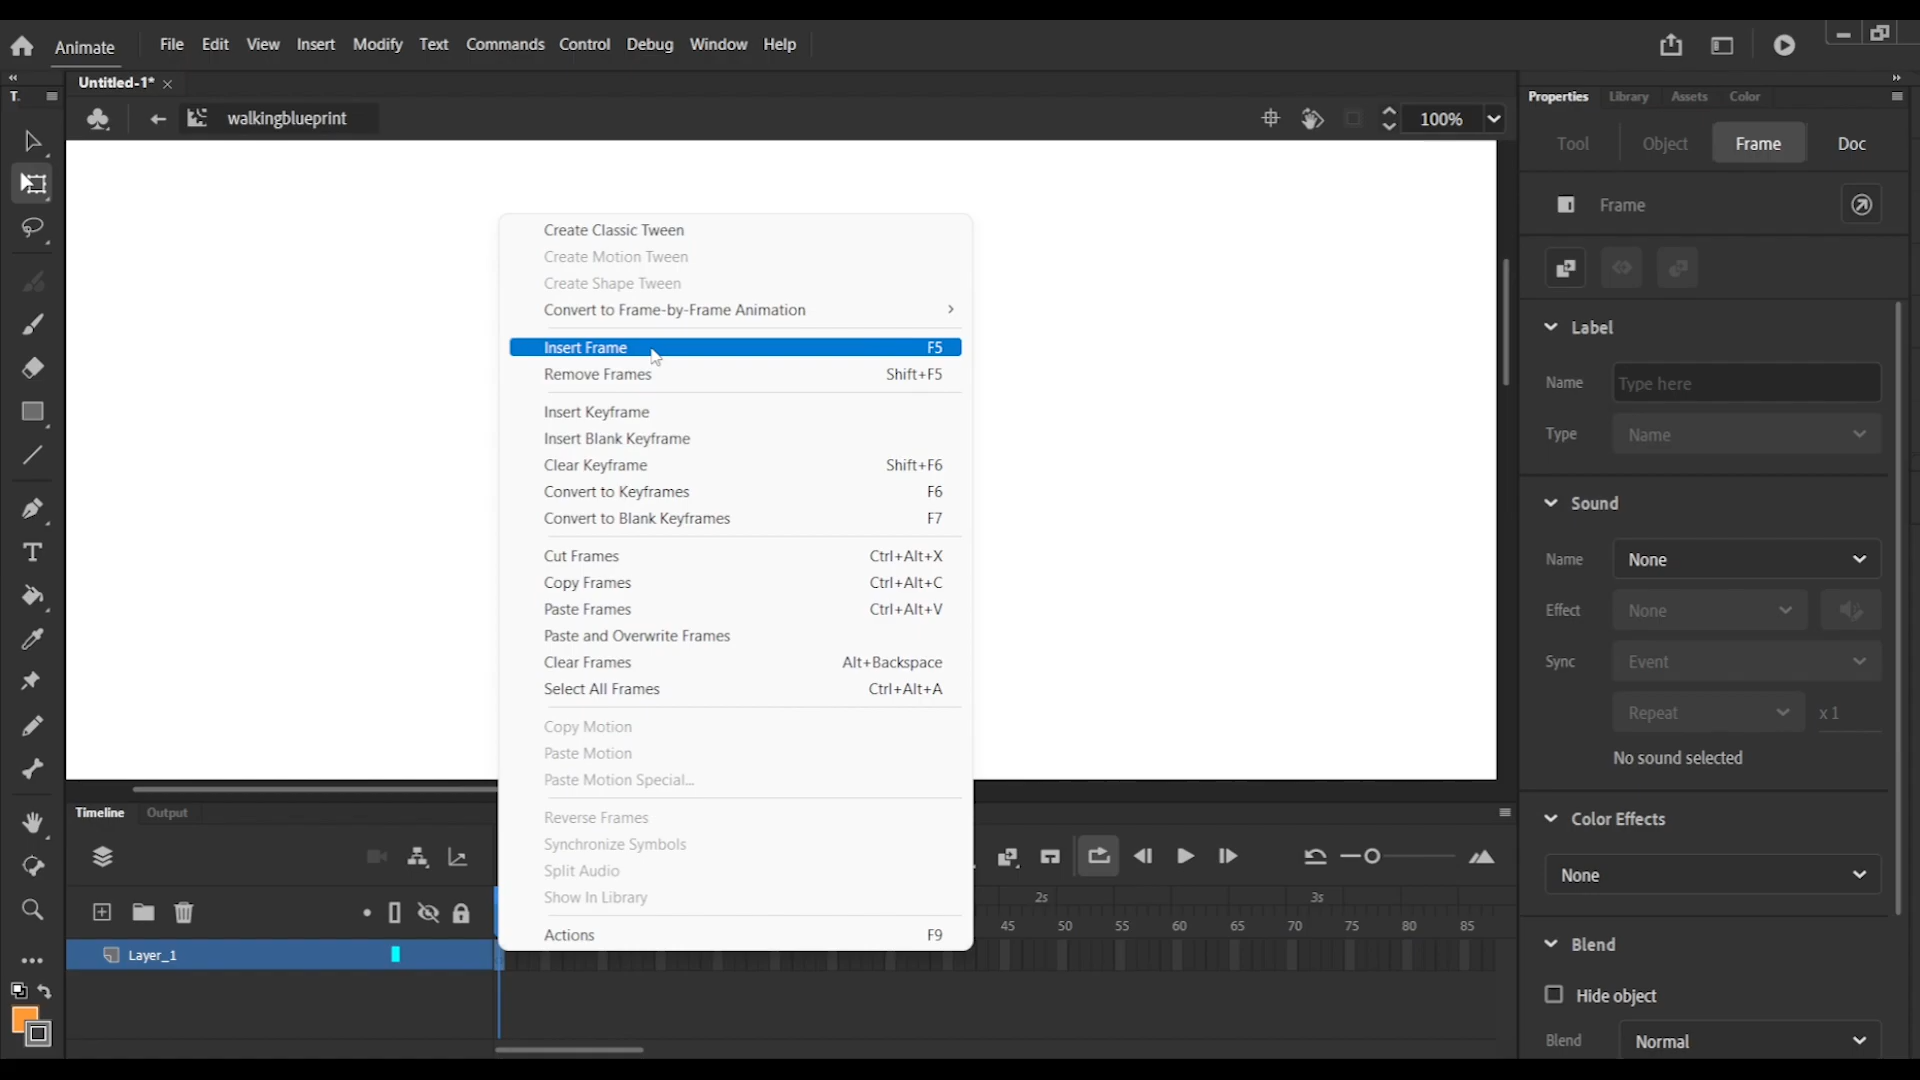 Animate File Edit View Insert Modify Text Commands Control Debug Window Help
Untitled-1*
T.
walkingblueprint
100%
Create Classic Tween
Create Motion Tween
Create Shape Tween
Convert to Frame-by-Frame Animation
Insert Frame F5
Remove Frames Shift+F5
Insert Keyframe
Insert Blank Keyframe
Clear Keyframe Shift+F6
Convert to Keyframes F6
Convert to Blank Keyframes F7
Cut Frames Ctrl+Alt+X
Copy Frames Ctrl+Alt+C
Paste Frames Ctrl+Alt+V
Paste and Overwrite Frames
Clear Frames Alt+Backspace
Select All Frames Ctrl+Alt+A
Copy Motion
Paste Motion
Paste Motion Special...
Reverse Frames
Synchronize Symbols
Split Audio
Show In Library
Actions F9
Timeline Output
2s 3s
45 50 55 60 65 70 75 80 85
Layer_1
Properties Library Assets Color
Tool Object Frame Doc
Frame
Label
Name Type here
Type Name
Sound
Name None
Effect None
Sync Event
Repeat x 1
No sound selected
Color Effects
None
Blend
Hide object
Blend Normal